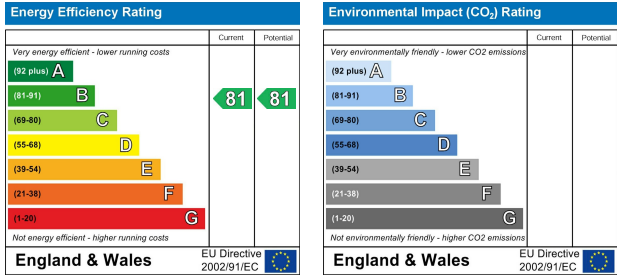 Energy Efficiency Rating
Current Potential
Very energy efficient - lower running costs
(92 plus) A
(81-91) B 81 81
(69-80) C
(55-68) D
(39-54) E
(21-38) F
(1-20) G
Not energy efficient - higher running costs
England & Wales
EU Directive
2002/91/EC
Environmental Impact (CO2) Rating
Current Potential
Very environmentally friendly - lower CO2 emissions
(92 plus) A
(81-91) B
(69-80) C
(55-68) D
(39-54) E
(21-38) F
(1-20) G
Not environmentally friendly - higher CO2 emissions
England & Wales
EU Directive
2002/91/EC